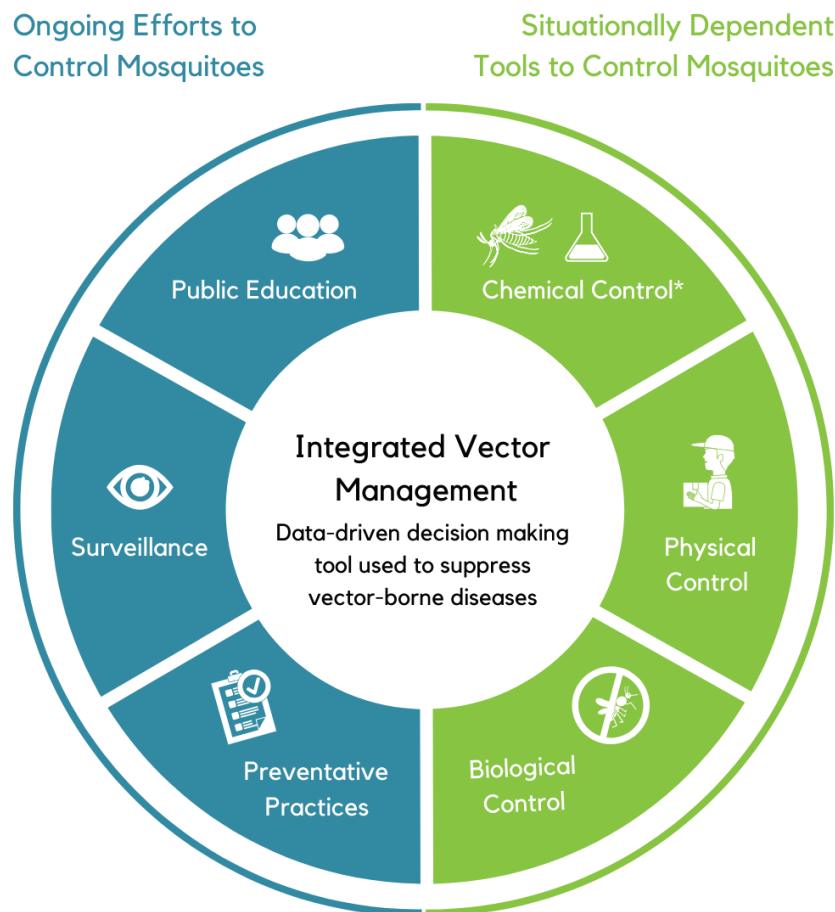 Ongoing Efforts to
Control Mosquitoes
Situationally Dependent
Tools to Control Mosquitoes
Public Education
Chemical Control*
Surveillance
Integrated Vector
Management
Data-driven decision making
tool used to suppress
vector-borne diseases
Physical
Control
Preventative
Practices
Biological
Control